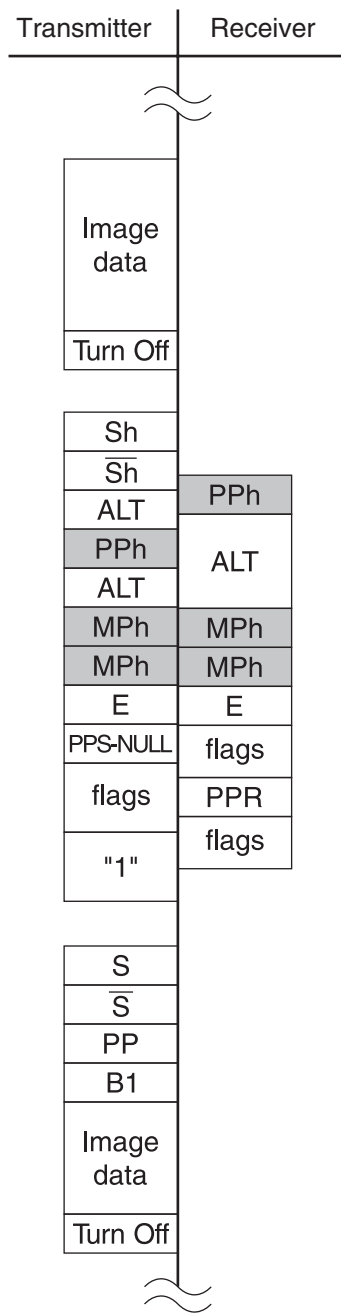 Transmitter Receiver
Image
data
Turn Off
Sh
S̅h̅
ALT
PPh
ALT
MPh
MPh
E
PPS-NULL
flags
"1"
PPh
ALT
MPh
MPh
E
flags
PPR
flags
S
S̅
PP
B1
Image
data
Turn Off